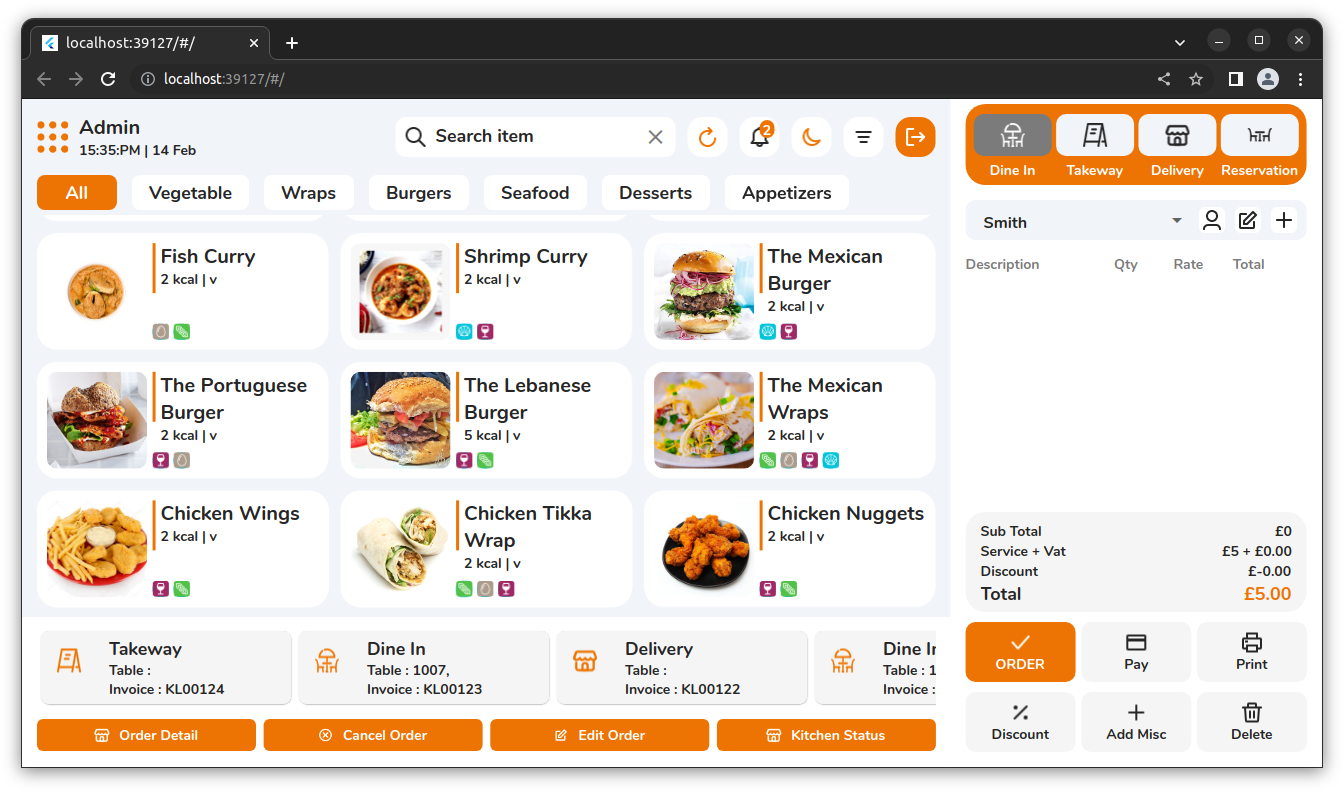 localhost:39127/#/
localhost:39127/#/
Admin
15:35:PM | 14 Feb
Search item
2
All
Vegetable
Wraps
Burgers
Seafood
Desserts
Appetizers
Fish Curry
2 kcal | v
Shrimp Curry
2 kcal | v
The Mexican
Burger
2 kcal | v
The Portuguese
Burger
2 kcal | v
The Lebanese
Burger
5 kcal | v
The Mexican
Wraps
2 kcal | v
Chicken Wings
2 kcal | v
Chicken Tikka
Wrap
2 kcal | v
Chicken Nuggets
2 kcal | v
Takeway
Table :
Invoice : KL00124
Dine In
Table : 1007,
Invoice : KL00123
Delivery
Table :
Invoice : KL00122
Dine In
Table : 1
Invoice :
Order Detail
Cancel Order
Edit Order
Kitchen Status
Dine In
Takeway
Delivery
Reservation
Smith
Description Qty Rate Total
Sub Total £0
Service + Vat £5 + £0.00
Discount £-0.00
Total £5.00
ORDER
Pay
Print
Discount
Add Misc
Delete